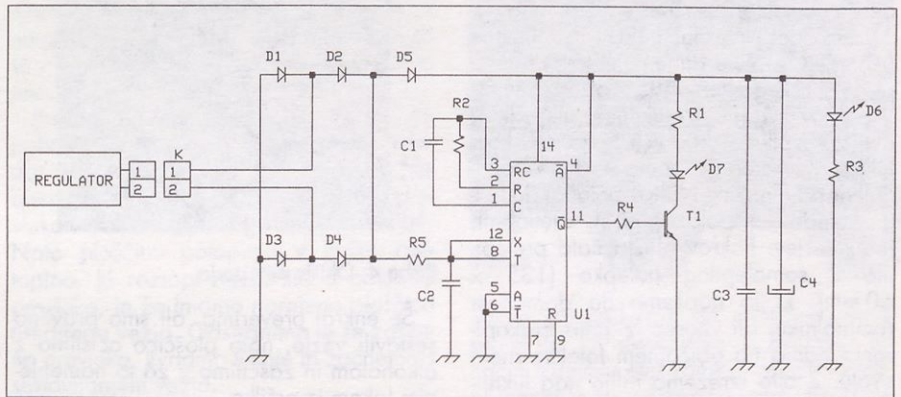 D1 D2 D5
R2
C1
K
REGULATOR 1 1
2 2
14
4
3 RC A̅
2 R
1 C
Q̅ 11 R4
12 X
8 T
5 A
6 T̅
R U1
7 9
D3 D4
R5
C2
R1
D7
T1
C3
C4
D6
R3